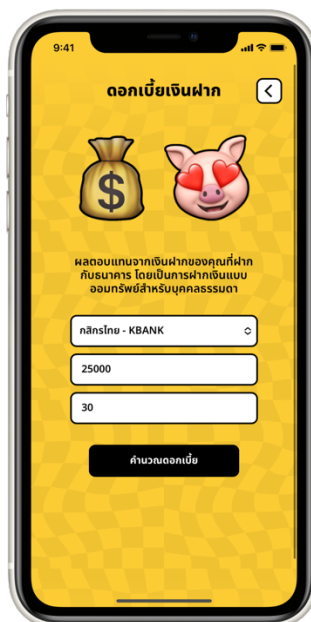 9:41
ดอกเบี้ยเงินฝาก
$
ผลตอบแทนจากเงินฝากของคุณที่ฝาก
กับธนาคาร โดยเป็นการฝากเงินแบบ
ออมทรัพย์สำหรับบุคคลธรรมดา
กสิกรไทย - KBANK
25000
30
คำนวณดอกเบี้ย